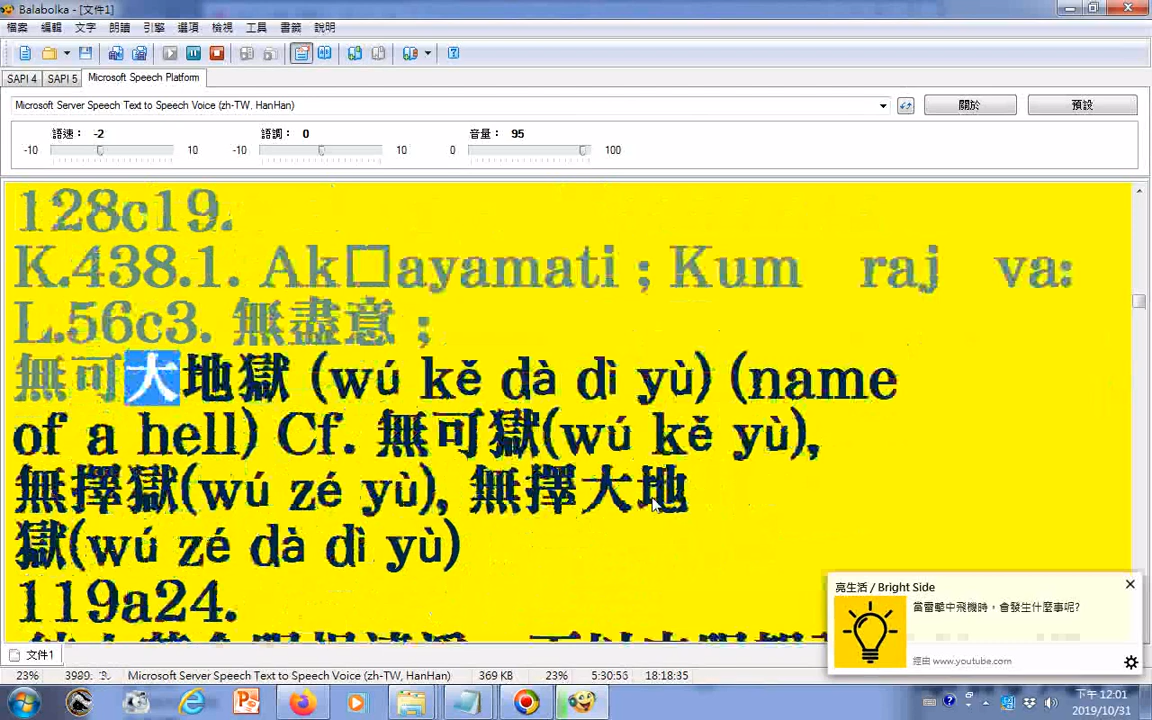 Balabolka - [文件1]
檔案 編輯 文字 朗讀 引擎 選項 檢視 工具 書籤 說明
SAPI 4 SAPI 5 Microsoft Speech Platform
Microsoft Server Speech Text to Speech Voice (zh-TW, HanHan)
關於 預設
語速： -2 語調： 0 音量： 95
-10 10 -10 10 0 100
128c19.
K.438.1. Ak□ayamati ; Kum raj va:
L.56c3. 無盡意 ;
無可大地獄 (wú kě dà dì yù) (name
of a hell) Cf. 無可獄(wú kě yù),
無擇獄(wú zé yù), 無擇大地
獄(wú zé dà dì yù)
119a24.
亮生活 / Bright Side
當雷擊中飛機時，會發生什麼事呢?
經由 www.youtube.com
文件1
23% Microsoft Server Speech Text to Speech Voice (zh-TW, HanHan) 369 KB 23% 5:30:55 18:18:35
下午 12:01
2019/10/31